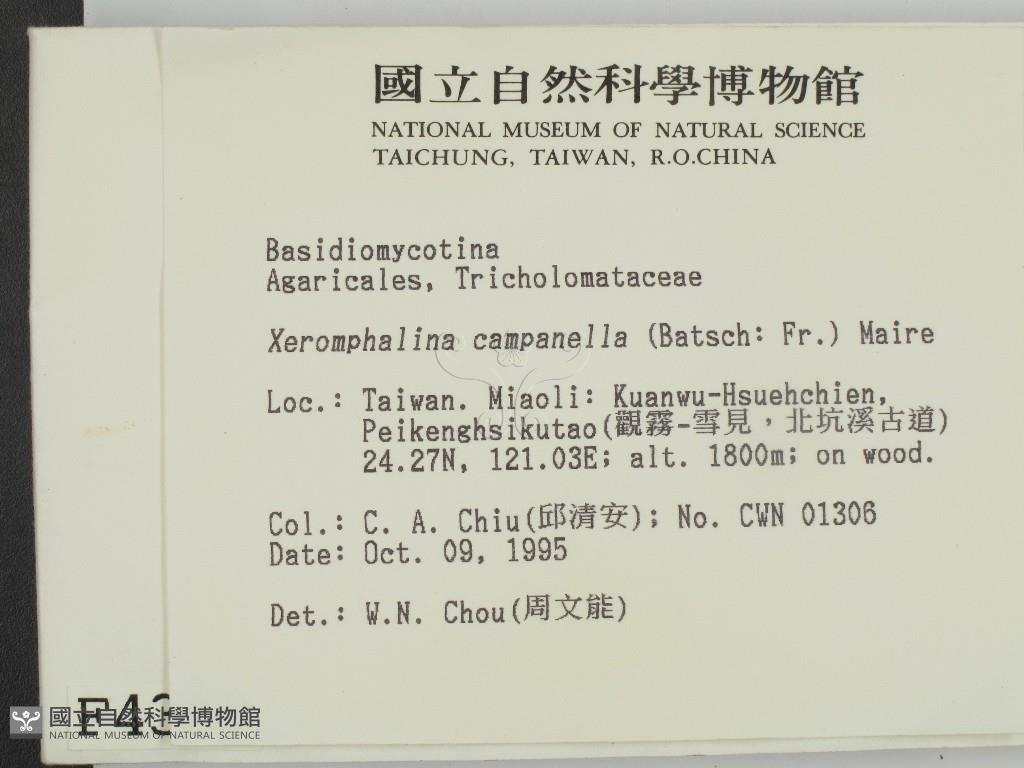 國立自然科學博物館
NATIONAL MUSEUM OF NATURAL SCIENCE
TAICHUNG, TAIWAN, R.O.CHINA
Basidiomycotina
Agaricales, Tricholomataceae
Xeromphalina campanella (Batsch: Fr.) Maire
Loc.: Taiwan. Miaoli: Kuanwu-Hsuehchien,
Peikenghsikutao(觀霧-雪見，北坑溪古道)
24.27N, 121.03E; alt. 1800m; on wood.
Col.: C. A. Chiu(邱清安); No. CWN 01306
Date: Oct. 09, 1995
Det.: W.N. Chou(周文能)
F43
國立自然科學博物館
NATIONAL MUSEUM OF NATURAL SCIENCE